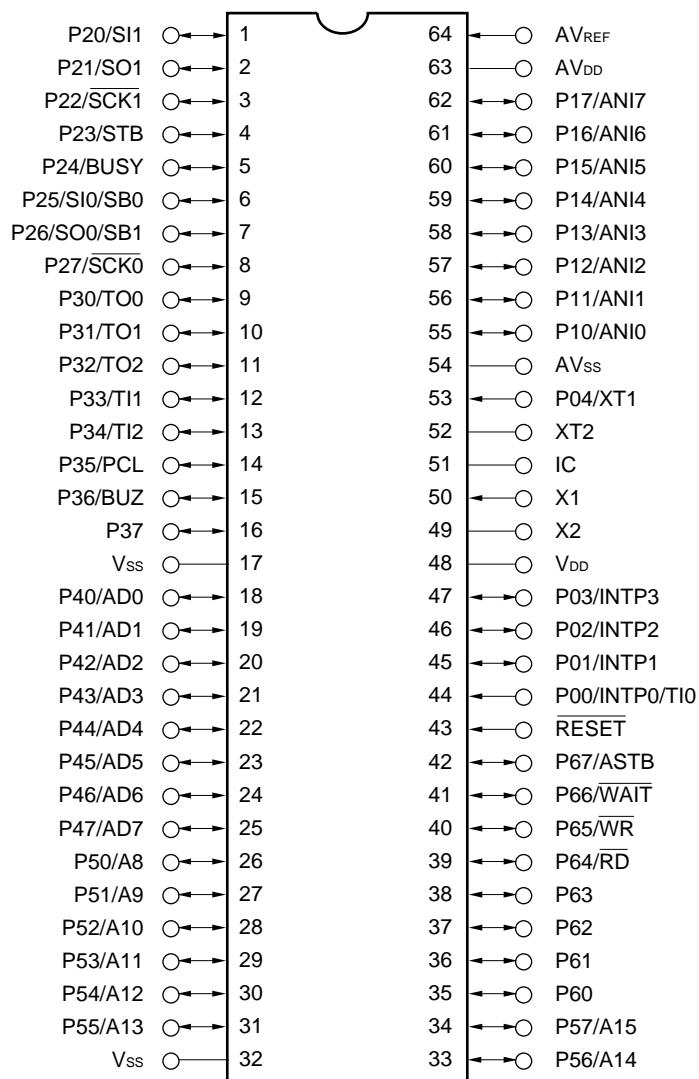 P20/SI1 1 64 AVREF
P21/SO1 2 63 AVDD
P22/SCK1 3 62 P17/ANI7
P23/STB 4 61 P16/ANI6
P24/BUSY 5 60 P15/ANI5
P25/SI0/SB0 6 59 P14/ANI4
P26/SO0/SB1 7 58 P13/ANI3
P27/SCK0 8 57 P12/ANI2
P30/TO0 9 56 P11/ANI1
P31/TO1 10 55 P10/ANI0
P32/TO2 11 54 AVSS
P33/TI1 12 53 P04/XT1
P34/TI2 13 52 XT2
P35/PCL 14 51 IC
P36/BUZ 15 50 X1
P37 16 49 X2
VSS 17 48 VDD
P40/AD0 18 47 P03/INTP3
P41/AD1 19 46 P02/INTP2
P42/AD2 20 45 P01/INTP1
P43/AD3 21 44 P00/INTP0/TI0
P44/AD4 22 43 RESET
P45/AD5 23 42 P67/ASTB
P46/AD6 24 41 P66/WAIT
P47/AD7 25 40 P65/WR
P50/A8 26 39 P64/RD
P51/A9 27 38 P63
P52/A10 28 37 P62
P53/A11 29 36 P61
P54/A12 30 35 P60
P55/A13 31 34 P57/A15
VSS 32 33 P56/A14